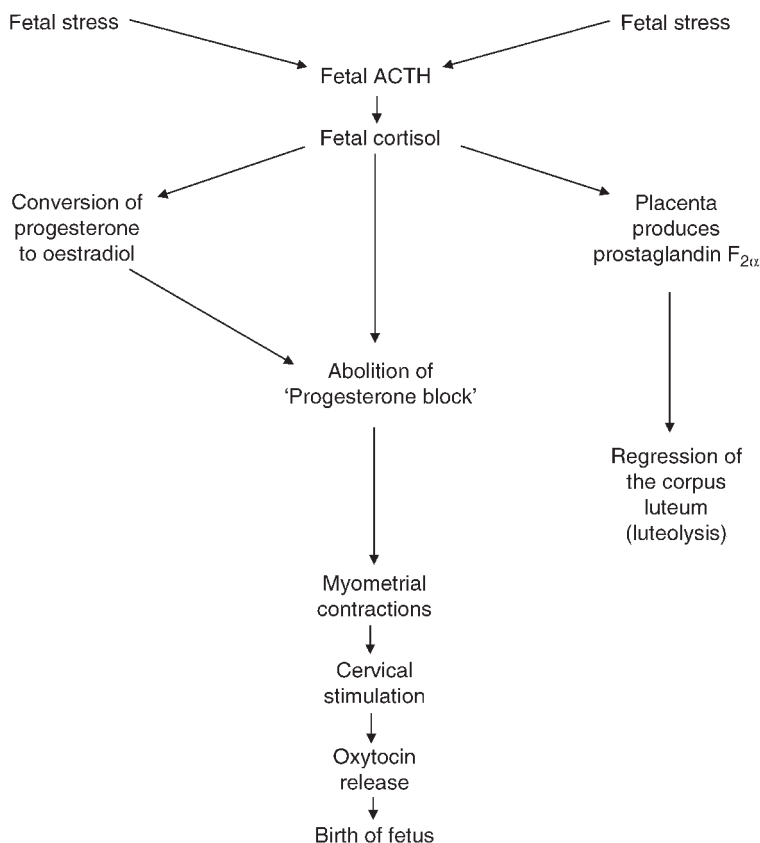 Fetal stress
Fetal stress
Fetal ACTH
Fetal cortisol
Conversion of
progesterone
to oestradiol
Placenta
produces
prostaglandin F2α
Abolition of
‘Progesterone block’
Regression of
the corpus
luteum
(luteolysis)
Myometrial
contractions
Cervical
stimulation
Oxytocin
release
Birth of fetus